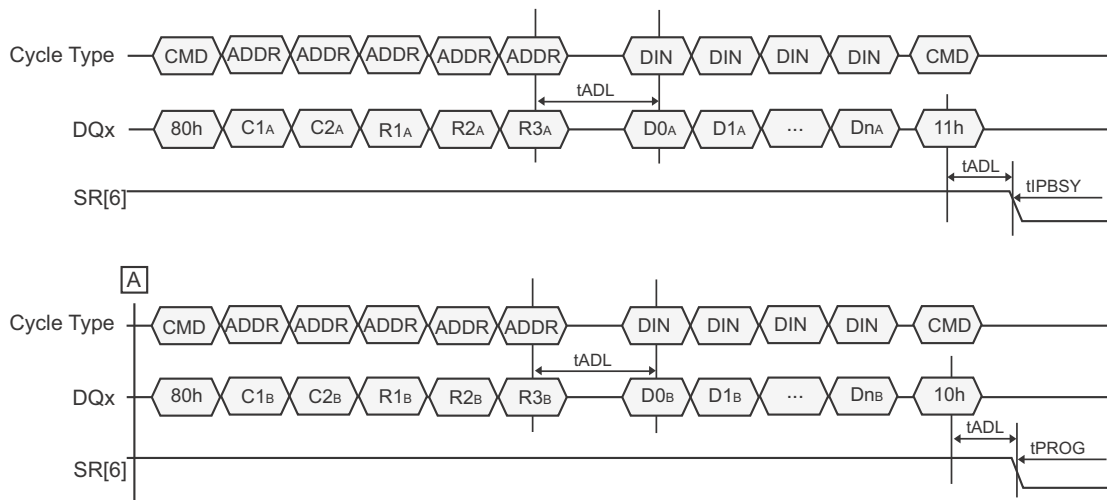 Cycle Type CMD ADDR ADDR ADDR ADDR ADDR DIN DIN DIN DIN CMD
tADL
DQx 80h C1A C2A R1A R2A R3A D0A D1A ... DnA 11h
tADL
SR[6] tIPBSY
A
Cycle Type CMD ADDR ADDR ADDR ADDR ADDR DIN DIN DIN DIN CMD
tADL
DQx 80h C1B C2B R1B R2B R3B D0B D1B ... DnB 10h
tADL
SR[6] tPROG